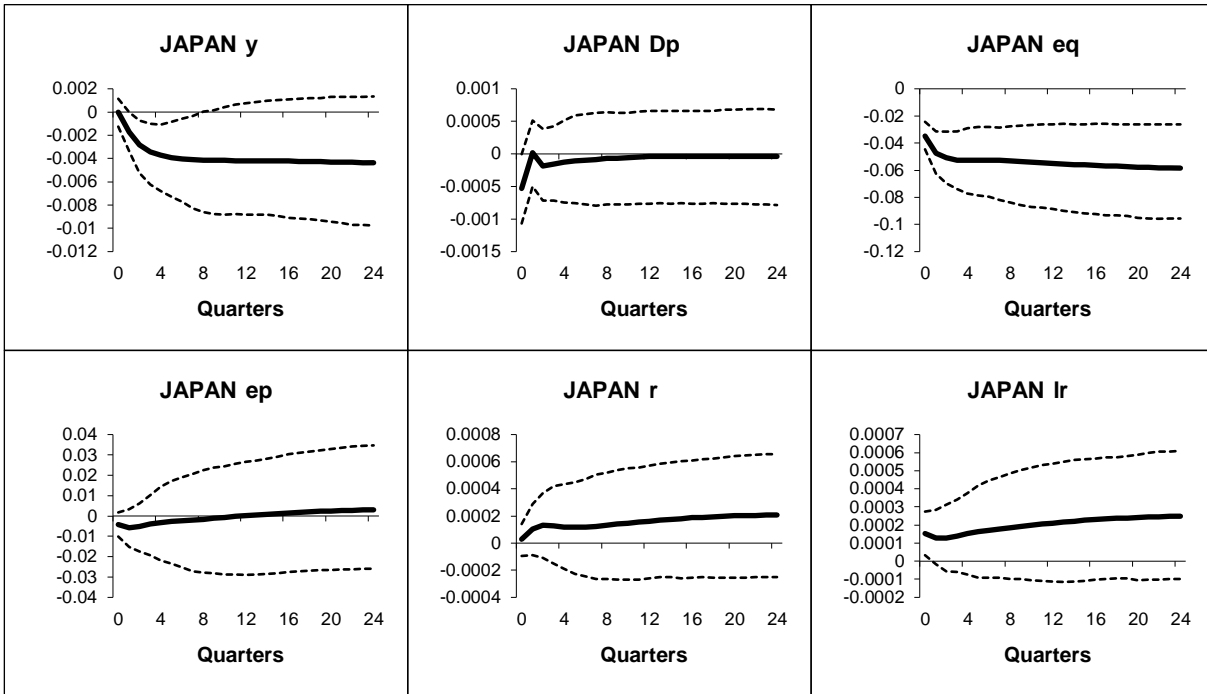 JAPAN y
0.002
0
-0.002
-0.004
-0.006
-0.008
-0.01
-0.012
0 4 8 12 16 20 24
Quarters
JAPAN Dp
0.001
0.0005
0
-0.0005
-0.001
-0.0015
0 4 8 12 16 20 24
Quarters
JAPAN eq
0
-0.02
-0.04
-0.06
-0.08
-0.1
-0.12
0 4 8 12 16 20 24
Quarters
JAPAN ep
0.04
0.03
0.02
0.01
0
-0.01
-0.02
-0.03
-0.04
0 4 8 12 16 20 24
Quarters
JAPAN r
0.0008
0.0006
0.0004
0.0002
0
-0.0002
-0.0004
0 4 8 12 16 20 24
Quarters
JAPAN lr
0.0007
0.0006
0.0005
0.0004
0.0003
0.0002
0.0001
0
-0.0001
-0.0002
0 4 8 12 16 20 24
Quarters